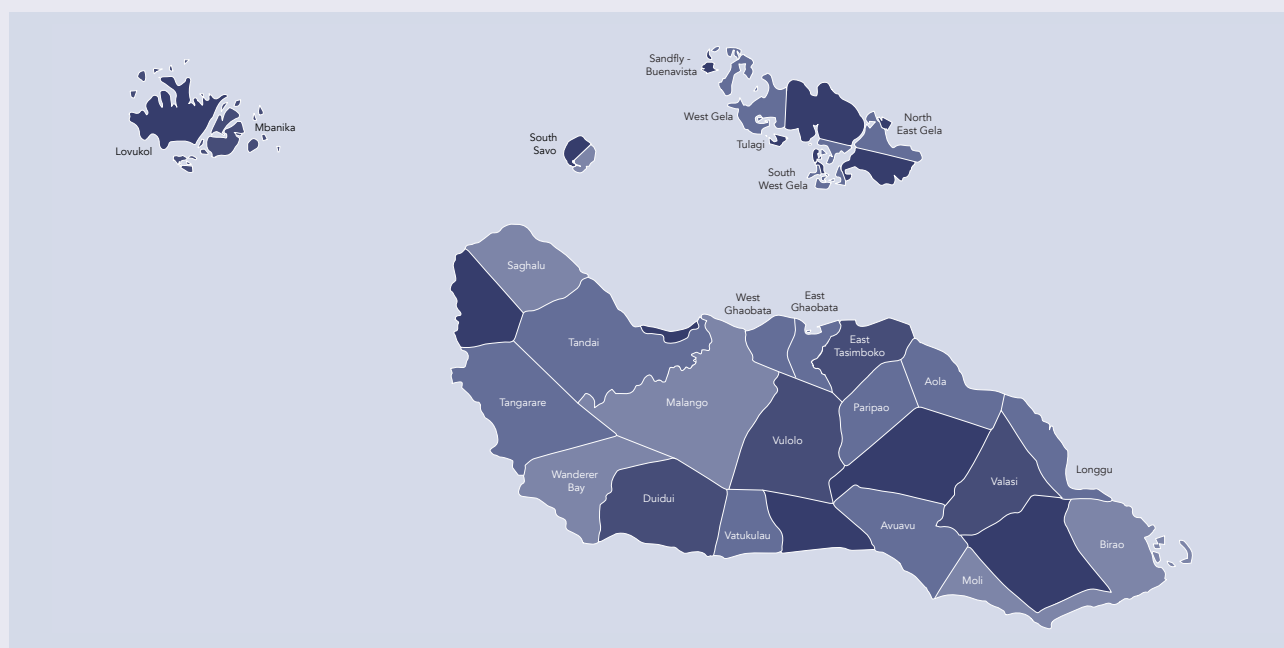 Sandfly -
Buenavista
West Gela
North
East Gela
Mbanika
Lovukol
South
Savo
Tulagi
South
West Gela
Saghalu
West
Ghaobata
East
Ghaobata
Tandai
East
Tasimboko
Aola
Tangarare
Malango
Paripao
Vulolo
Wanderer
Bay
Duidui
Longgu
Valasi
Vatukulau
Avuavu
Birao
Moli